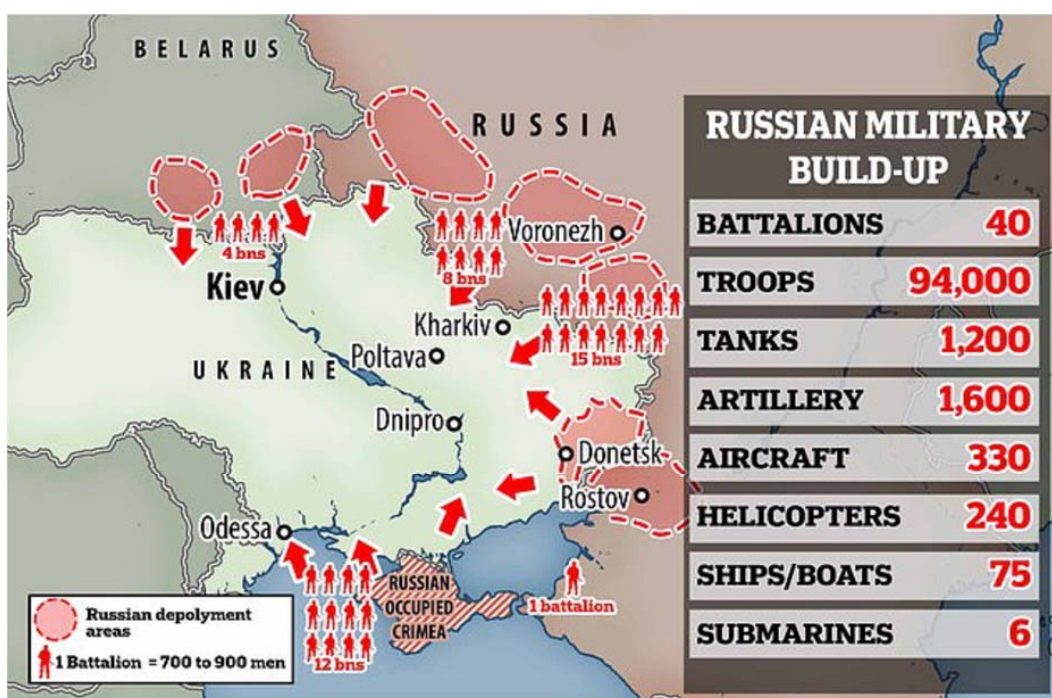 BELARUS
RUSSIA
Voronezh
4 bns
8 bns
Kiev
Kharkiv
15 bns
Poltava
UKRAINE
Dnipro
Donetsk
Rostov
Odessa
RUSSIAN
OCCUPIED
CRIMEA
1 battalion
12 bns
Russian depolyment
areas
1 Battalion = 700 to 900 men
RUSSIAN MILITARY
BUILD-UP
BATTALIONS 40
TROOPS 94,000
TANKS 1,200
ARTILLERY 1,600
AIRCRAFT 330
HELICOPTERS 240
SHIPS/BOATS 75
SUBMARINES 6